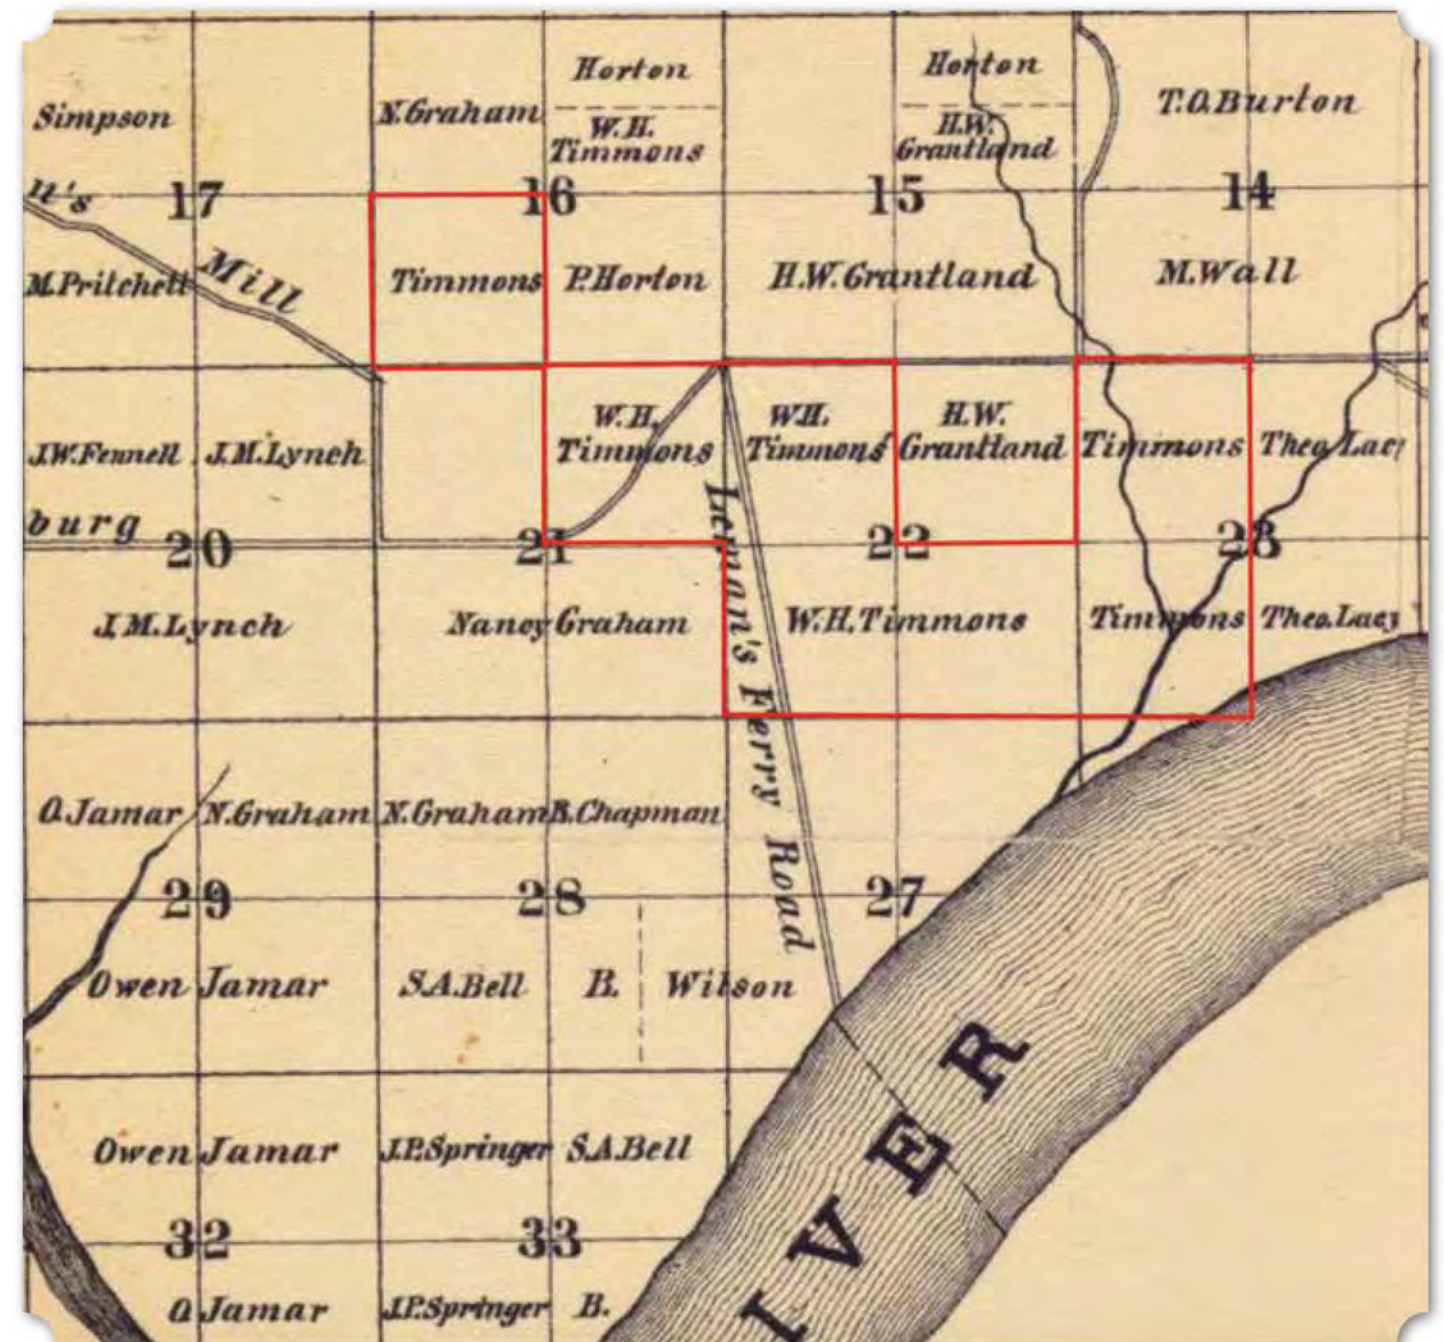 Horton
Horton
Simpson
N.Graham
W.H.
Timmons
H.W.
Grantland
T.O.Burton
n's
17
16
15
14
Mill
M.Pritchett
Timmons
P.Horton
H.W.Grantland
M.Wall
W.H.
Timmons
W.H.
Timmons
H.W.
Grantland
Timmons
Theo.Lacy
J.W.Fennell
J.M.Lynch
burg
20
21
22
23
J.M.Lynch
Nancy Graham
Leman's Ferry Road
W.H.Timmons
Timmons
Theo.Lacy
O.Jamar
N.Graham
N.Graham
B.Chapman
29
28
27
Owen Jamar
S.A.Bell
B. Wilson
Owen Jamar
J.P.Springer
S.A.Bell
32
33
O.Jamar
J.P.Springer
B.
IVER